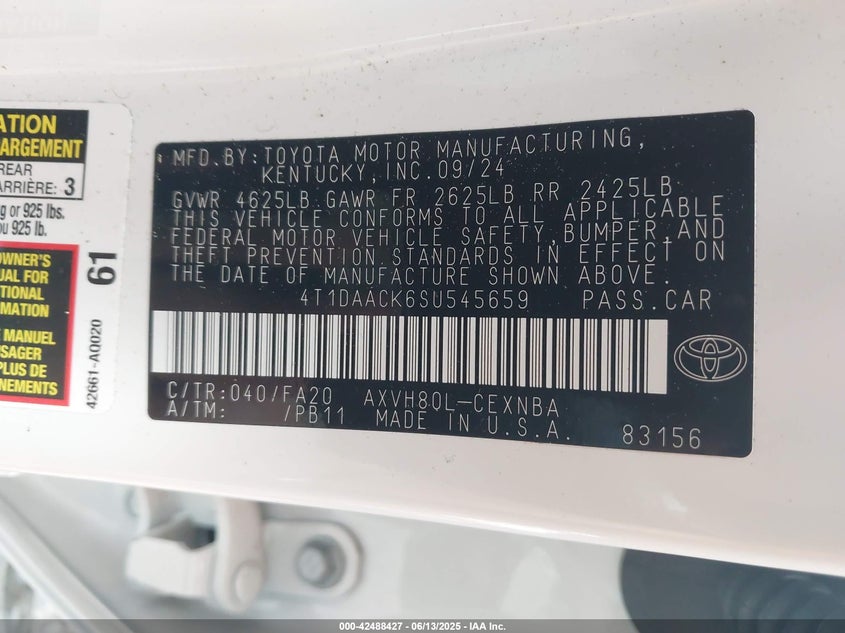 ATION
ARGEMENT
REAR
ARRIÈRE: 3
g or 925 lbs.
u 925 lb.
OWNER'S
UAL FOR
TIONAL
RMATION
MANUEL
USAGER
NEMENTS
61
42661-A0020
MFD. BY: TOYOTA MOTOR MANUFACTURING,
KENTUCKY, INC. 09/24
GVWR 4625LB GAWR FR 2625LB RR 2425LB
THIS VEHICLE CONFORMS TO ALL APPLICABLE
FEDERAL MOTOR VEHICLE SAFETY, BUMPER, AND
THEFT PREVENTION STANDARDS IN EFFECT ON
THE DATE OF MANUFACTURE SHOWN ABOVE.
4T1DAACK6SU545659 PASS. CAR
C/TR: 040/FA20 AXVH80L-CEXNBA
A/TM: /PB11 MADE IN U.S.A. 83156
000-42488427 - 06/13/2025 - IAA Inc.